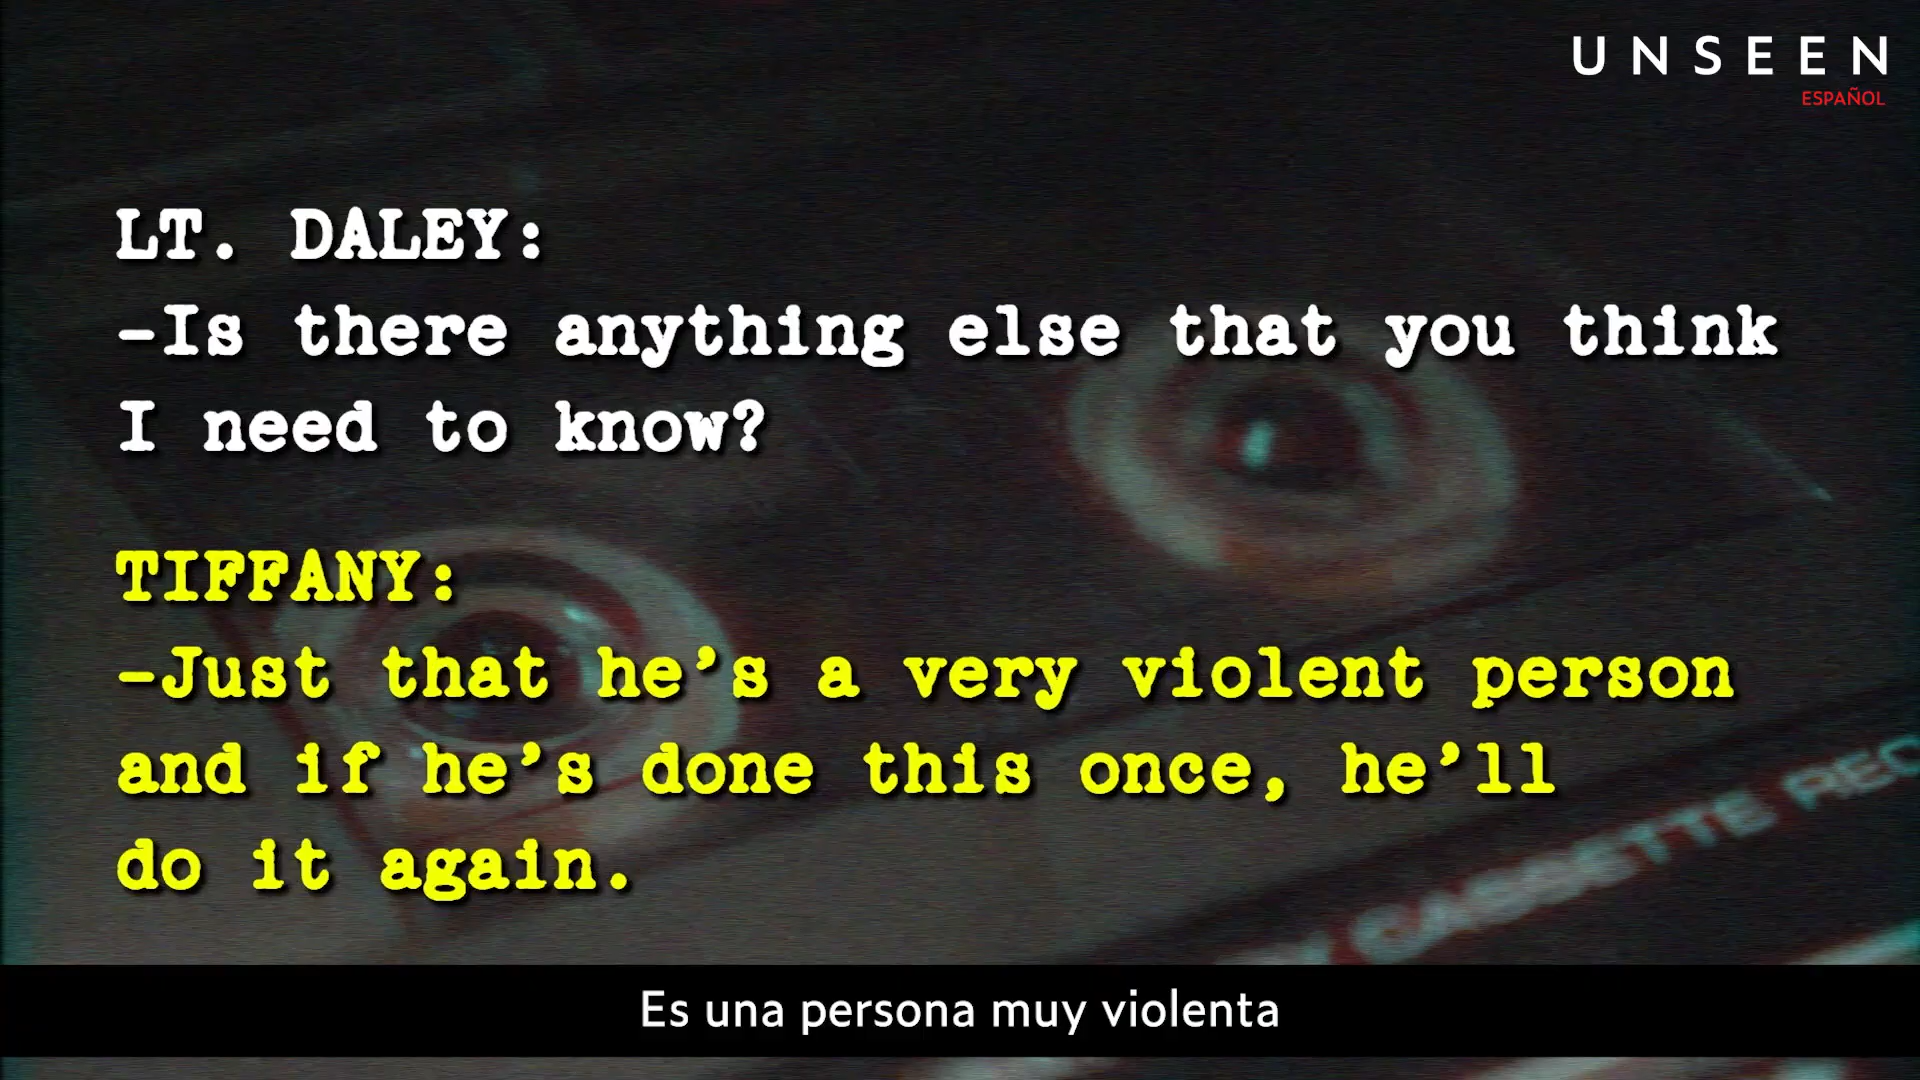 UNSEEN
ESPAÑOL
LT. DALEY:
-Is there anything else that you think
I need to know?
TIFFANY:
-Just that he's a very violent person
and if he's done this once, he'll
do it again.
CASSETTE REC
Es una persona muy violenta